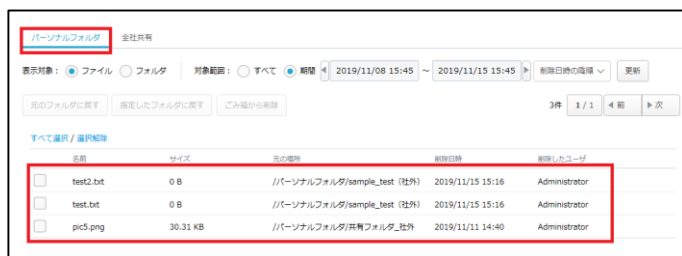 パーソナルフォルダ 全社共有
表示対象： ファイル フォルダ 対象範囲： すべて 期間 2019/11/08 15:45 ～ 2019/11/15 15:45 削除日時の降順 更新
元のフォルダに戻す 指定したフォルダに戻す ごみ箱から削除 3件 1 / 1 前 次
すべて選択 / 選択解除
名前 サイズ 元の場所 削除日時 削除したユーザ
test2.txt 0 B //パーソナルフォルダ/sample_test（社外） 2019/11/15 15:16 Administrator
test.txt 0 B //パーソナルフォルダ/sample_test（社外） 2019/11/15 15:16 Administrator
pic5.png 30.31 KB //パーソナルフォルダ/共有フォルダ_社外 2019/11/11 14:40 Administrator